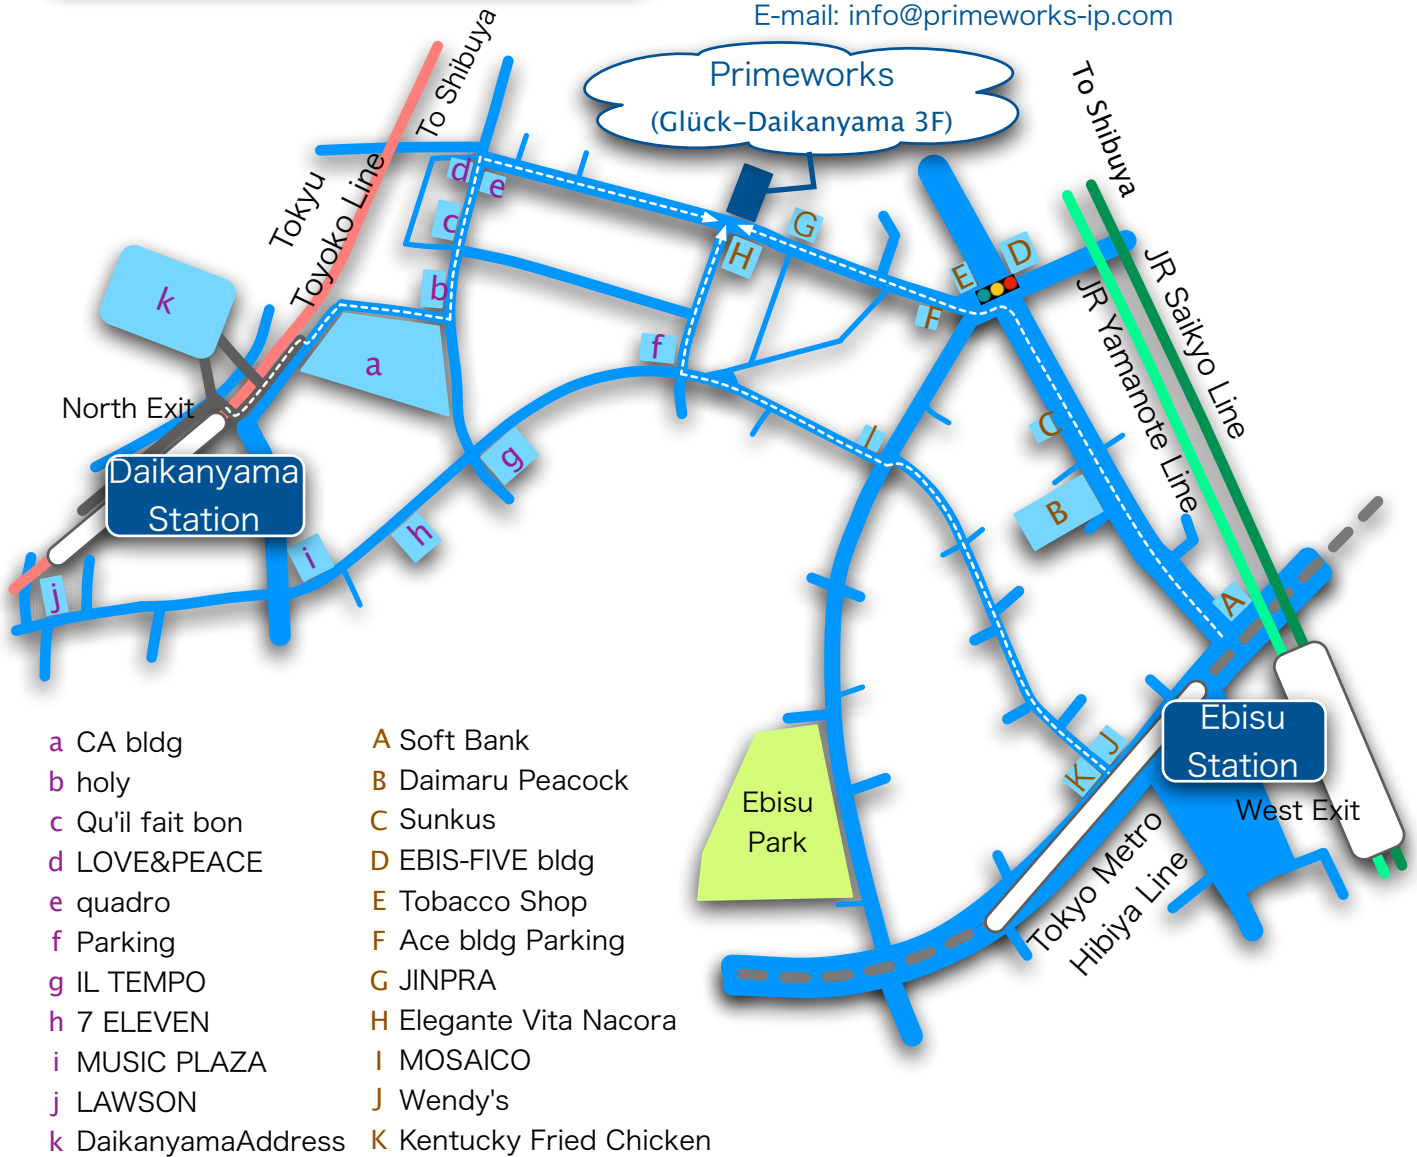 E-mail: info@primeworks-ip.com
Primeworks
(Glück-Daikanyama 3F)
To Shibuya
To Shibuya
Tokyu
Toyoko Line
JR Saikyo Line
JR Yamanote Line
d
e
c
b
k
a
f
G
H
E
D
F
North Exit
Daikanyama
Station
g
h
i
j
I
C
B
A
J
K
Ebisu
Station
West Exit
Ebisu
Park
Tokyo Metro
Hibiya Line
a CA bldg
b holy
c Qu'il fait bon
d LOVE&PEACE
e quadro
f Parking
g IL TEMPO
h 7 ELEVEN
i MUSIC PLAZA
j LAWSON
k DaikanyamaAddress
A Soft Bank
B Daimaru Peacock
C Sunkus
D EBIS-FIVE bldg
E Tobacco Shop
F Ace bldg Parking
G JINPRA
H Elegante Vita Nacora
I MOSAICO
J Wendy's
K Kentucky Fried Chicken